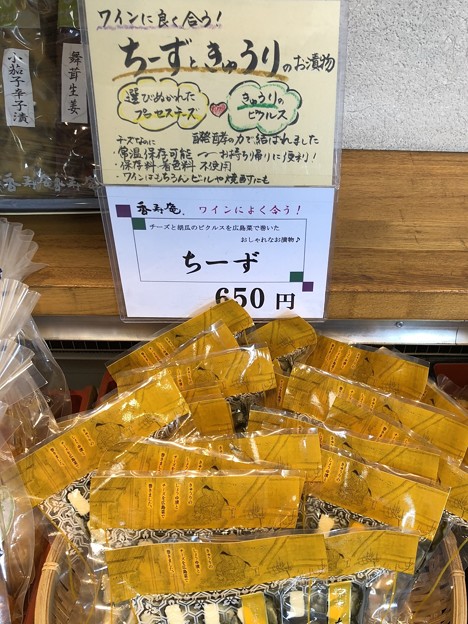 ワインに良く合う!
ちーずときゅうりのお漬物
選びぬかれた
プロセスチーズ
きゅうりの
ピクルス
チーズなのに 醗酵の力で結ばれました
・常温保存可能 〜お持ち帰りに便利!
・保存料・着色料 不使用
・ワインはもちろん ビールや焼酎にも
舞茸生姜
小茄子辛子漬
香寿庵
ワインによく合う!
チーズと胡瓜のピクルスを広島菜で巻いた
おしゃれなお漬物♪
ちーず
650円